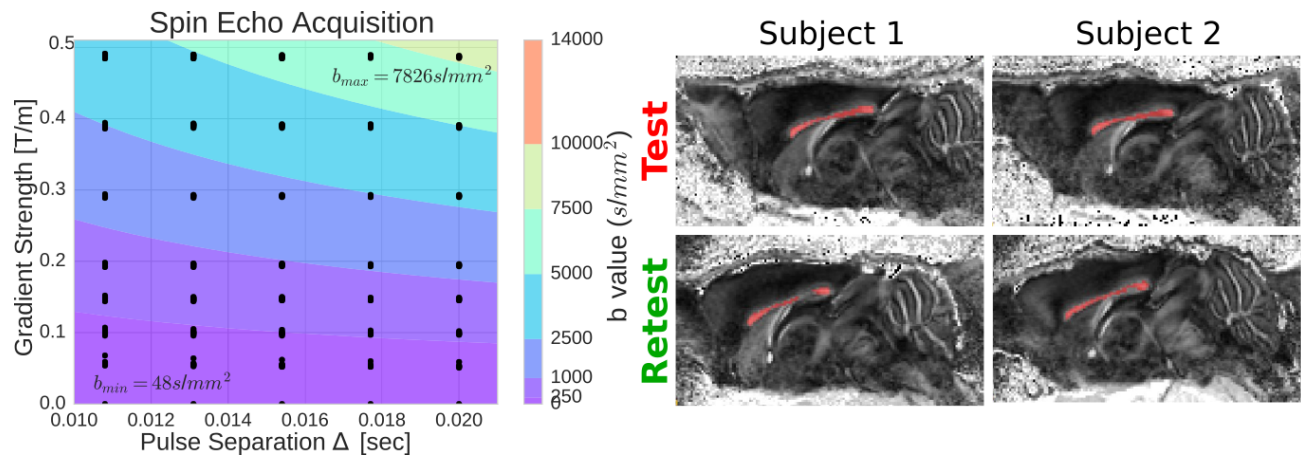 Spin Echo Acquisition
Gradient Strength [T/m]
0.5
0.4
0.3
0.2
0.1
0.0
b_max = 7826s/mm^2
b_min = 48s/mm^2
0.010 0.012 0.014 0.016 0.018 0.020
Pulse Separation Δ [sec]
14000
10000
7500
5000
2500
1000
250
0
b value (s/mm^2)
Subject 1 Subject 2
Test
Retest